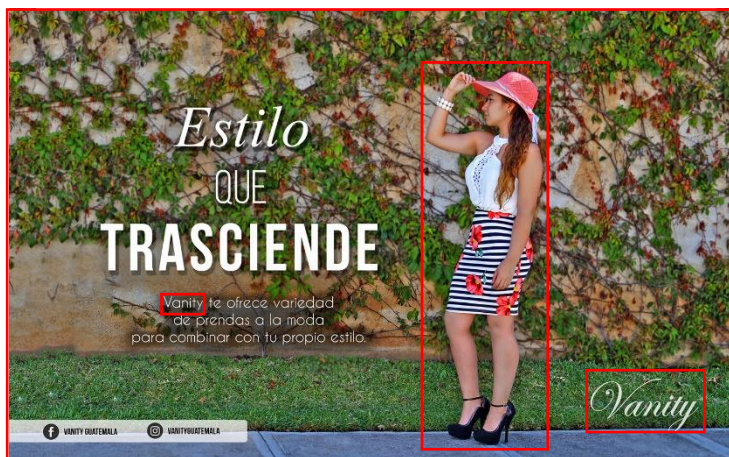 Estilo
QUE
TRASCIENDE
Vanity te ofrece variedad
de prendas a la moda
para combinar con tu propio estilo.
Vanity
VANITY GUATEMALA
VANITYGUATEMALA